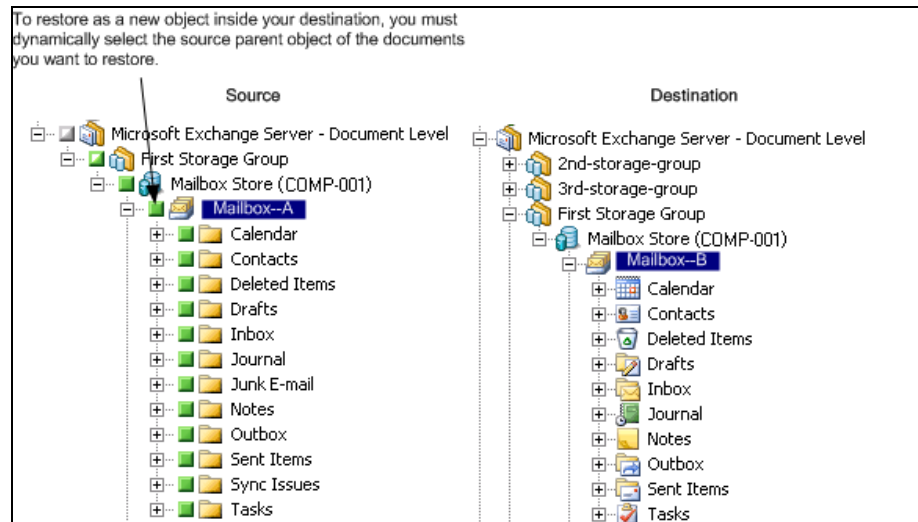 To restore as a new object inside your destination, you must
dynamically select the source parent object of the documents
you want to restore.
Source
Microsoft Exchange Server - Document Level
First Storage Group
Mailbox Store (COMP-001)
Mailbox--A
Calendar
Contacts
Deleted Items
Drafts
Inbox
Journal
Junk E-mail
Notes
Outbox
Sent Items
Sync Issues
Tasks
Destination
Microsoft Exchange Server - Document Level
2nd-storage-group
3rd-storage-group
First Storage Group
Mailbox Store (COMP-001)
Mailbox--B
Calendar
Contacts
Deleted Items
Drafts
Inbox
Journal
Notes
Outbox
Sent Items
Tasks